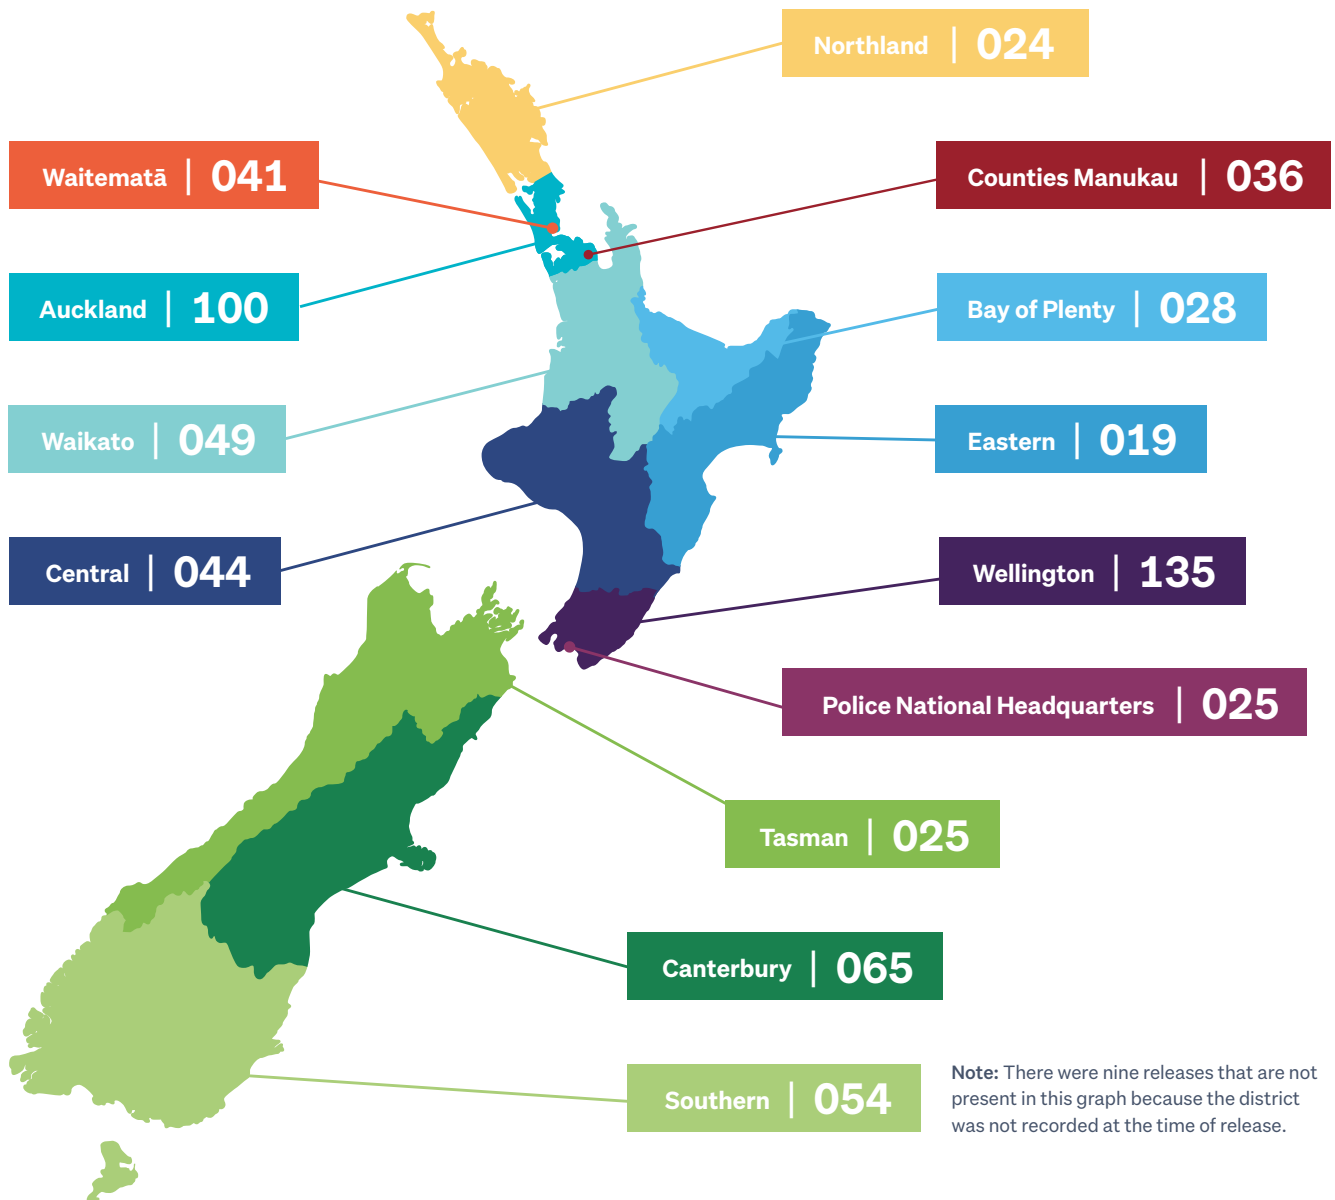 Northland | 024
Waitematā | 041
Counties Manukau | 036
Auckland | 100
Bay of Plenty | 028
Waikato | 049
Eastern | 019
Central | 044
Wellington | 135
Police National Headquarters | 025
Tasman | 025
Canterbury | 065
Southern | 054
Note: There were nine releases that are not
present in this graph because the district
was not recorded at the time of release.